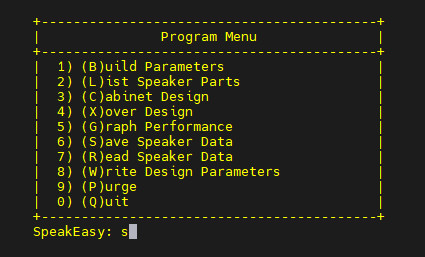 +------------------------------------------+
|               Program Menu               |
+------------------------------------------+
|  1) (B)uild Parameters                   |
|  2) (L)ist Speaker Parts                 |
|  3) (C)abinet Design                     |
|  4) (X)over Design                       |
|  5) (G)raph Performance                  |
|  6) (S)ave Speaker Data                  |
|  7) (R)ead Speaker Data                  |
|  8) (W)rite Design Parameters            |
|  9) (P)urge                              |
|  0) (Q)uit                               |
+------------------------------------------+
SpeakEasy: s